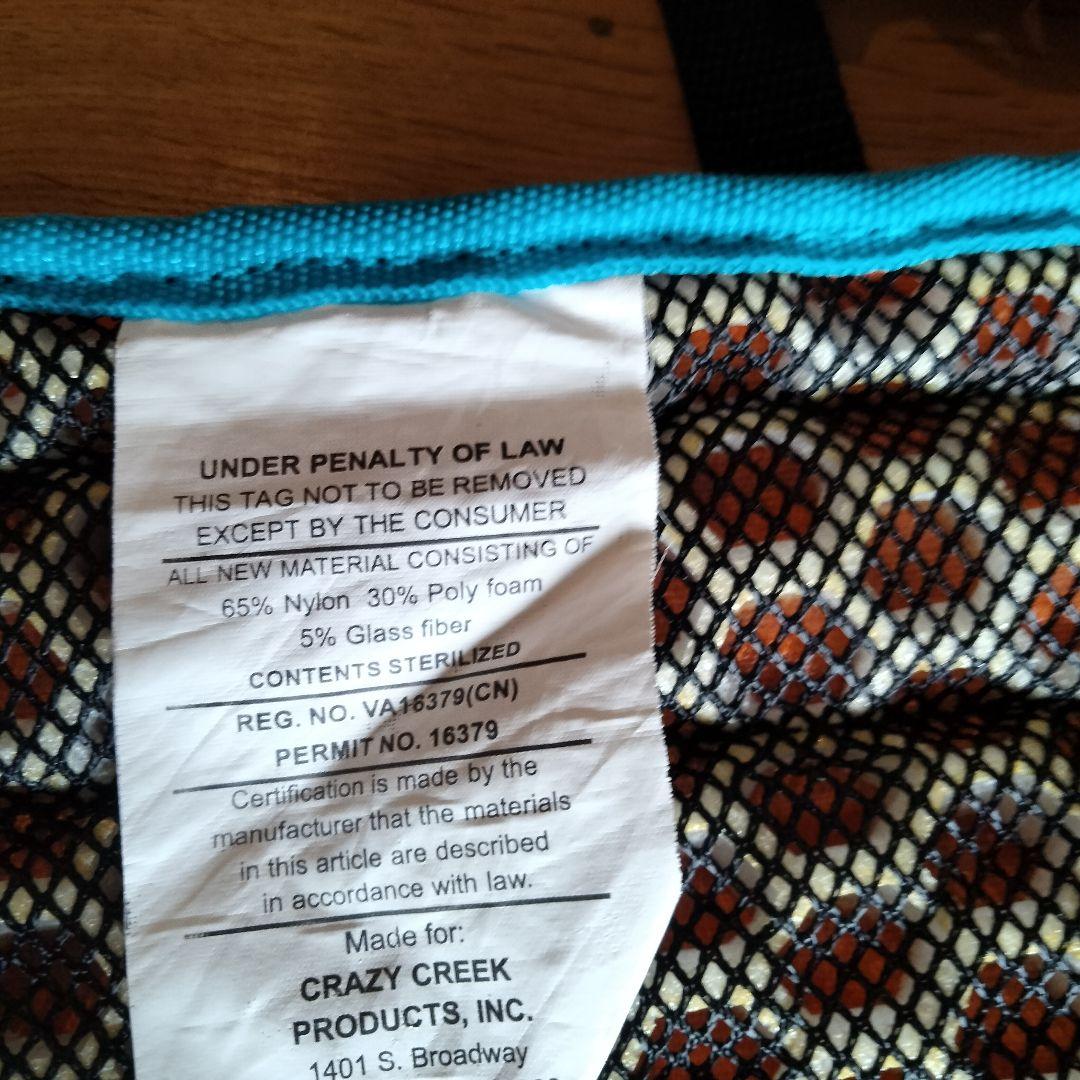 UNDER PENALTY OF LAW
THIS TAG NOT TO BE REMOVED
EXCEPT BY THE CONSUMER
ALL NEW MATERIAL CONSISTING OF
65% Nylon 30% Poly foam
5% Glass fiber
CONTENTS STERILIZED
REG. NO. VA16379(CN)
PERMIT NO. 16379
Certification is made by the
manufacturer that the materials
in this article are described
in accordance with law.
Made for:
CRAZY CREEK
PRODUCTS, INC.
1401 S. Broadway